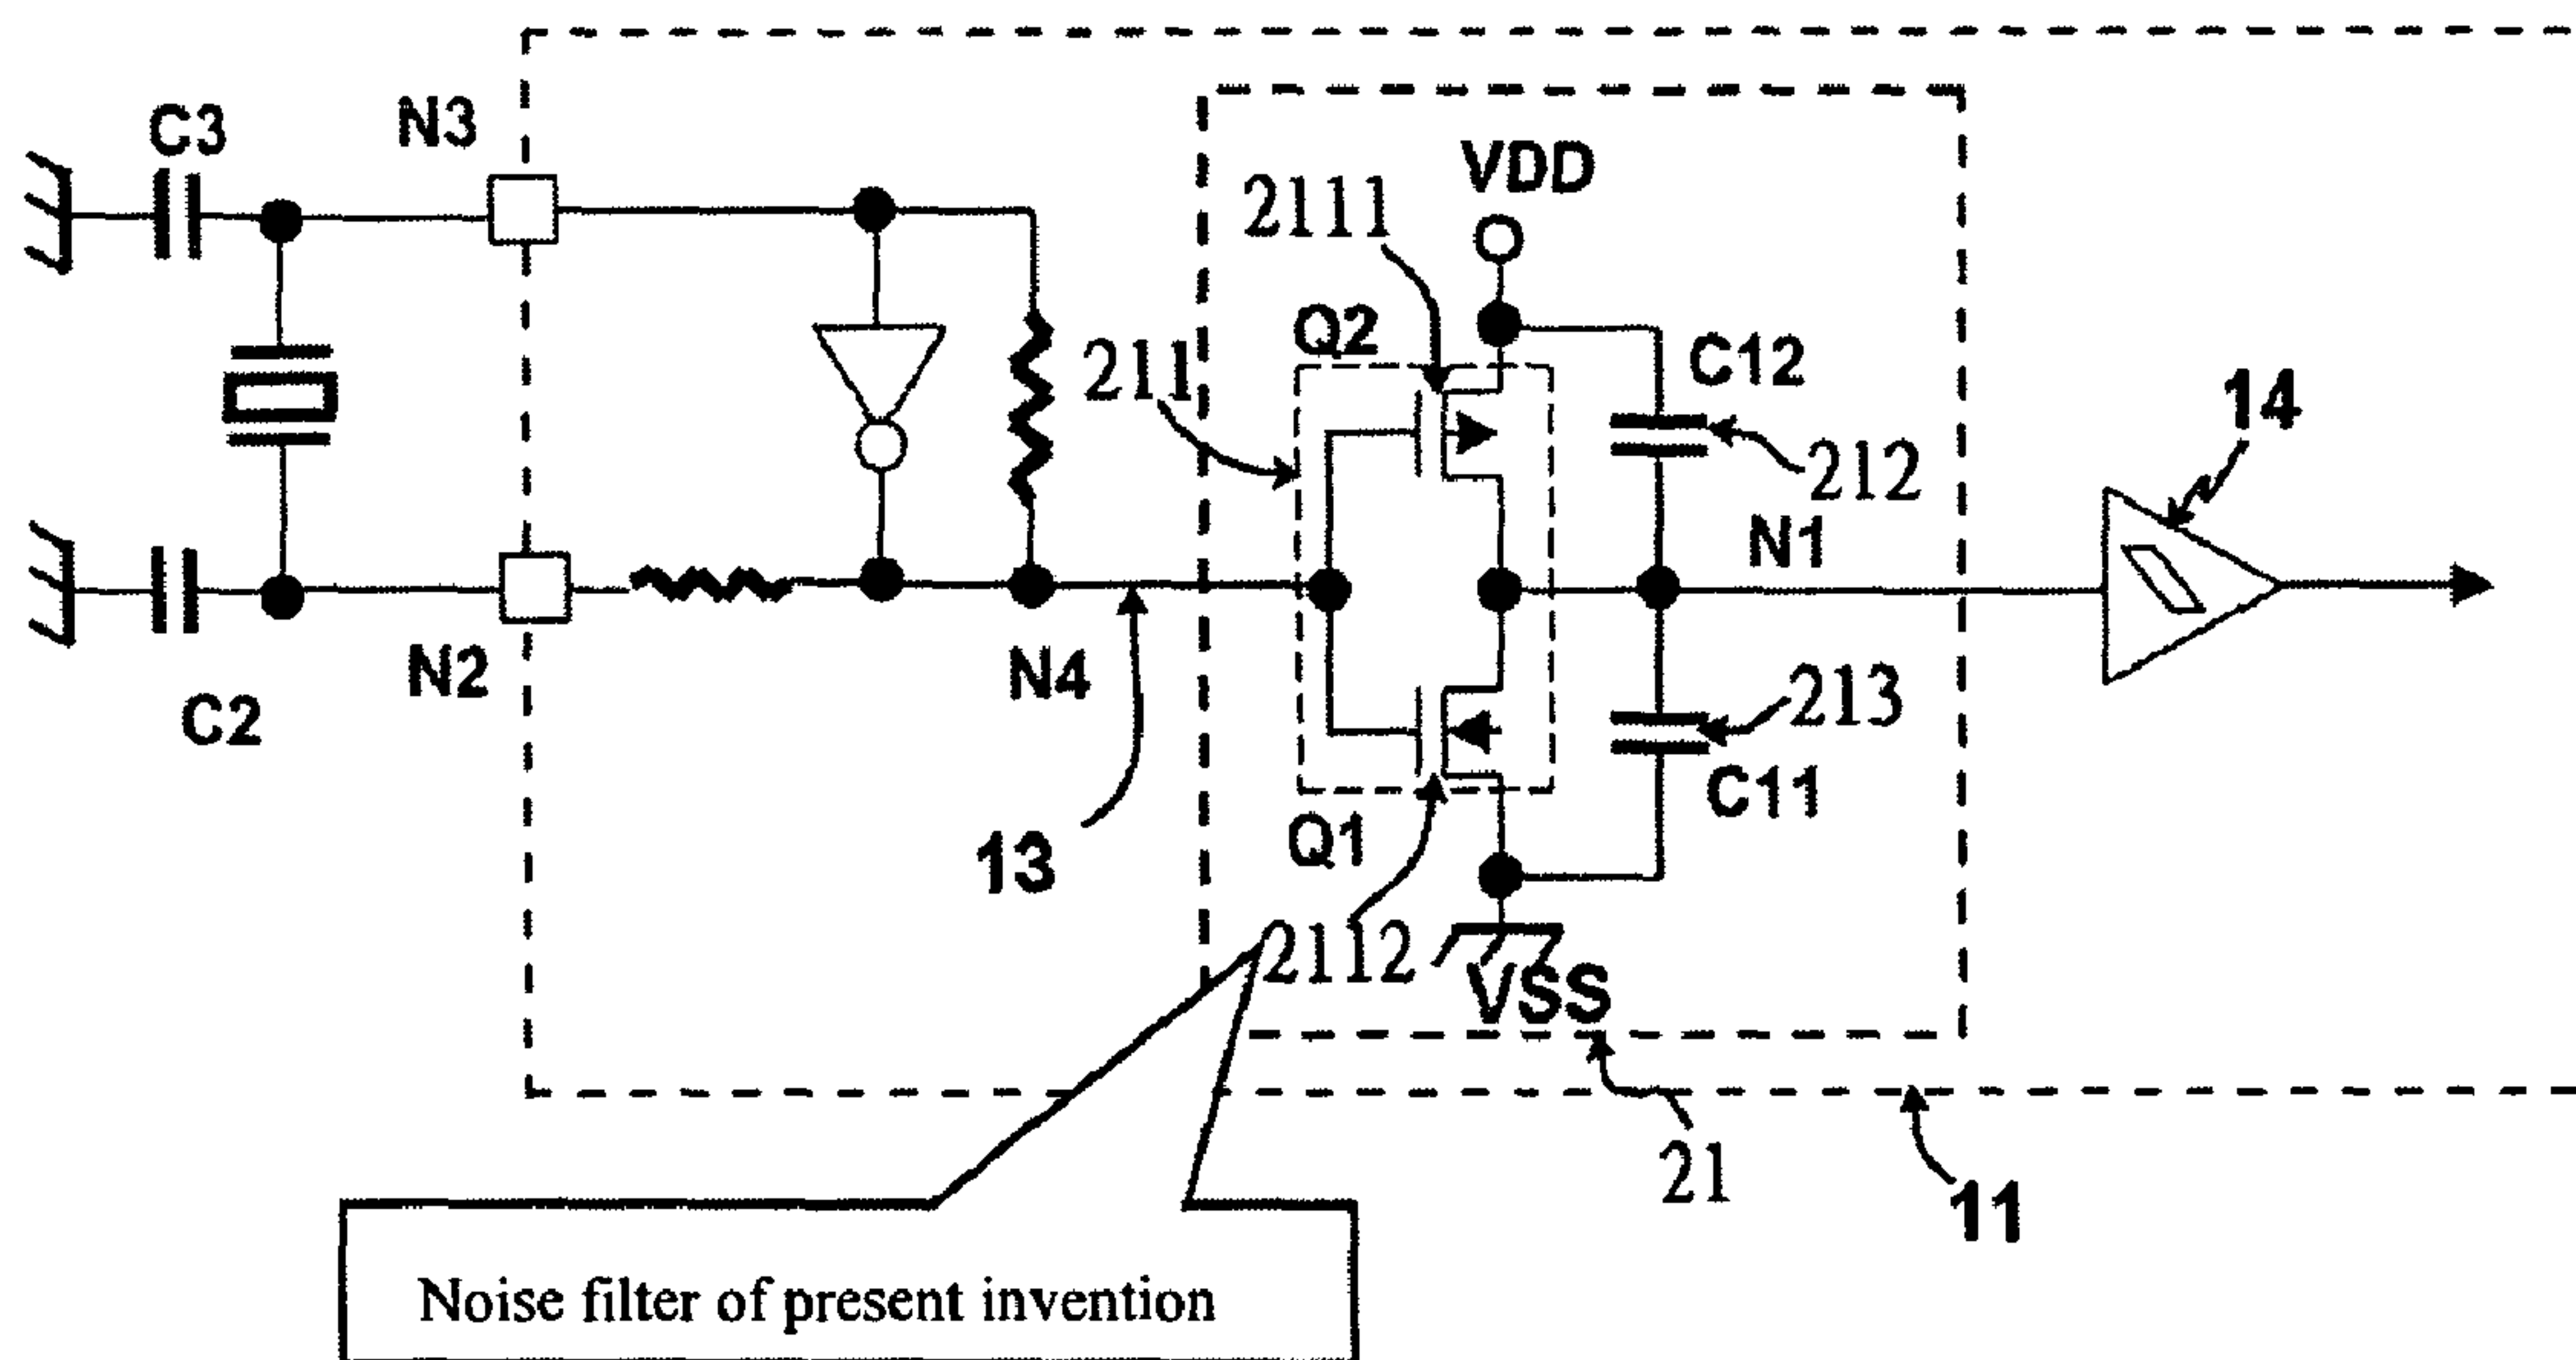 C3
N3
VDD
2111
Q2
211
C12
14
212
N1
N2
N4
213
C2
C11
13
Q1
2112
VSS
21
11
Noise filter of present invention